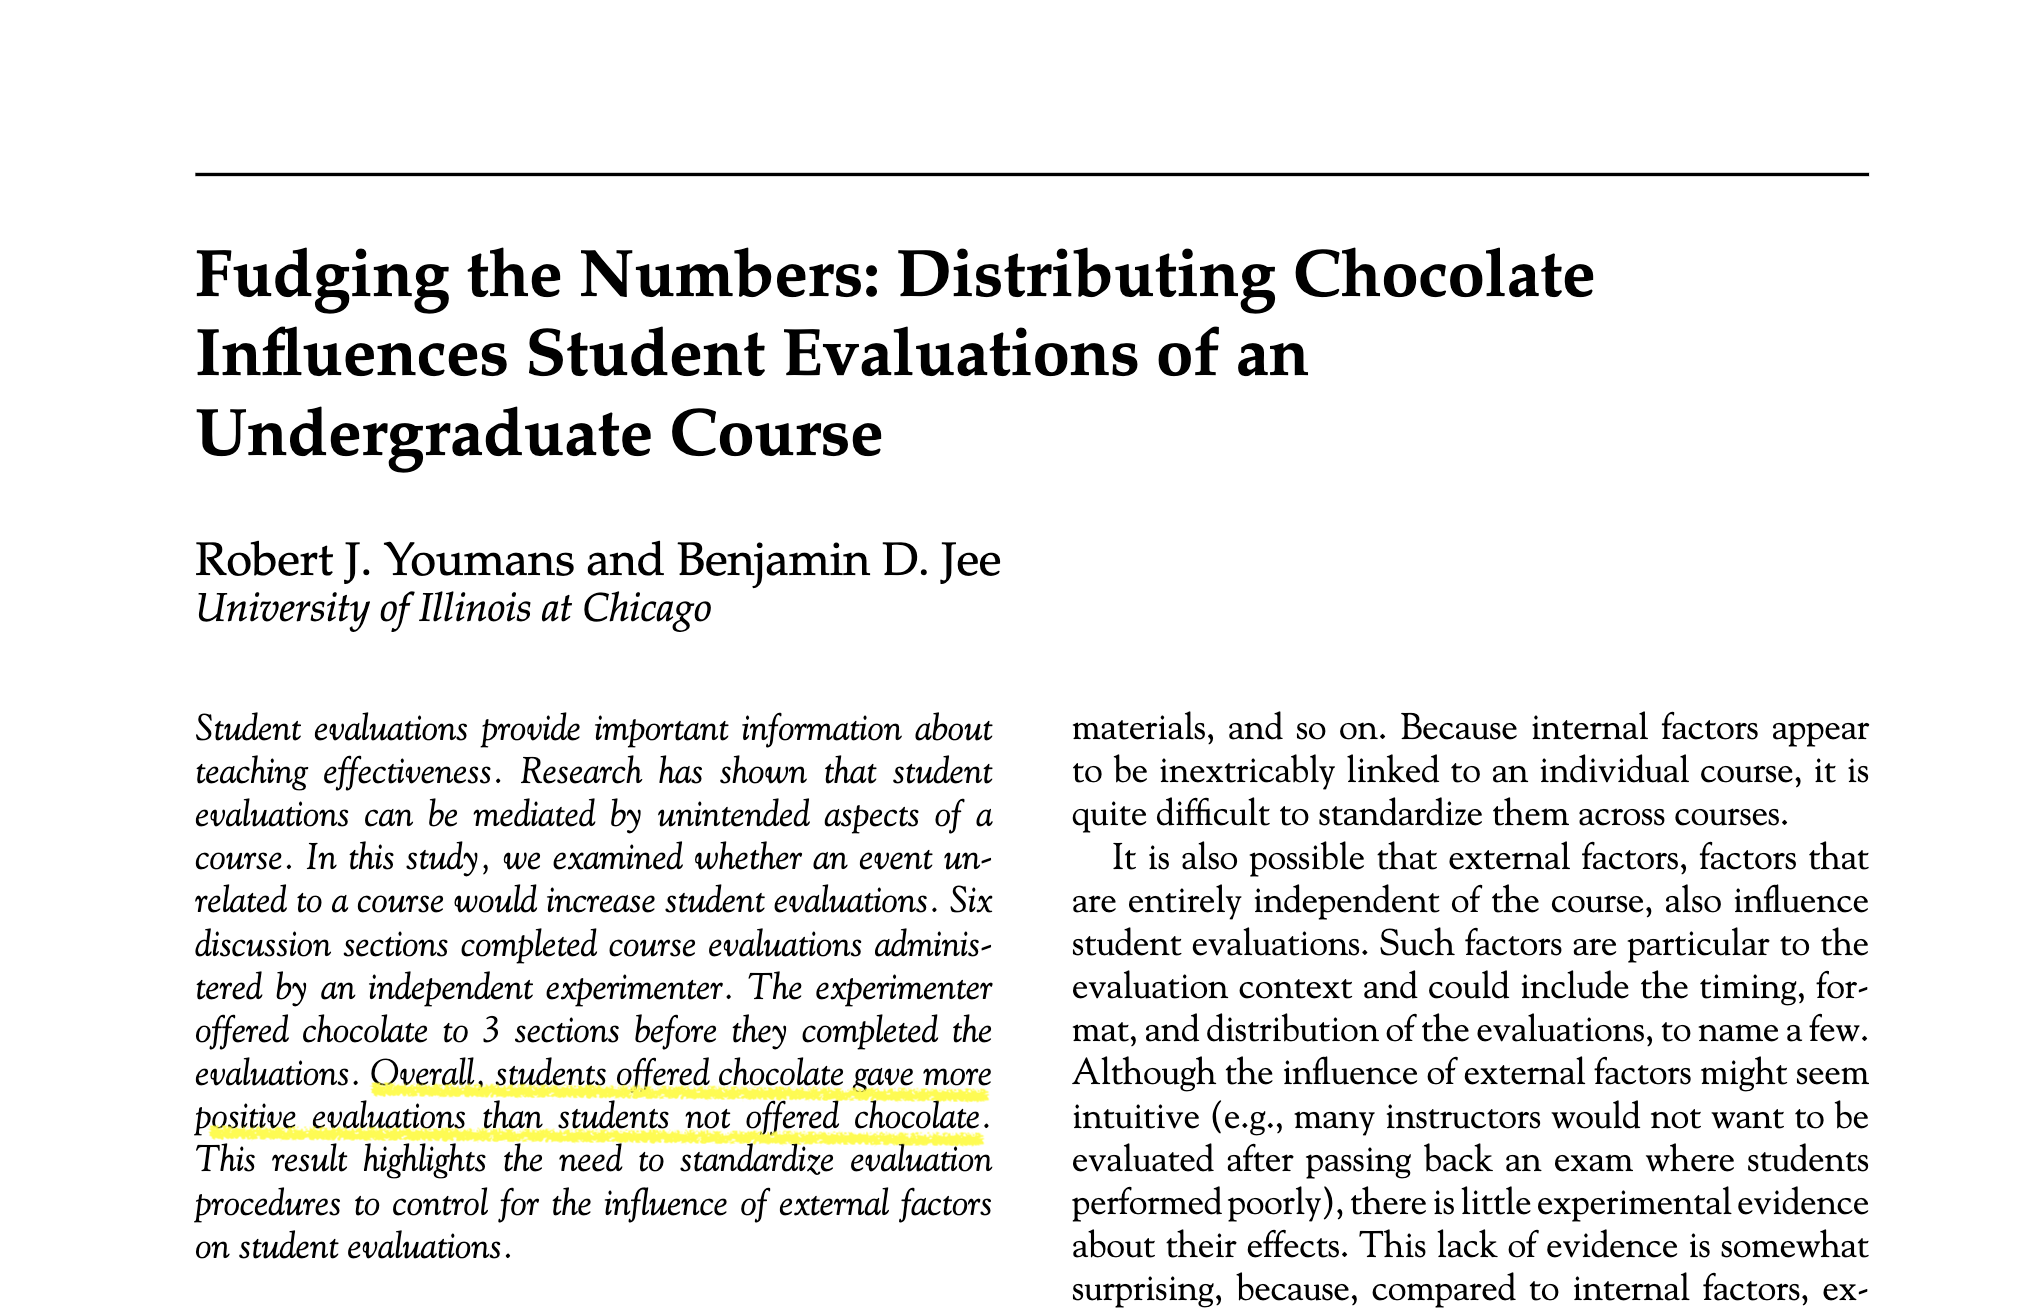 Fudging the Numbers: Distributing Chocolate
Influences Student Evaluations of an
Undergraduate Course
Robert J. Youmans and Benjamin D. Jee
University of Illinois at Chicago
Student evaluations provide important information about
teaching effectiveness. Research has shown that student
evaluations can be mediated by unintended aspects of a
course. In this study, we examined whether an event un-
related to a course would increase student evaluations. Six
discussion sections completed course evaluations adminis-
tered by an independent experimenter. The experimenter
offered chocolate to 3 sections before they completed the
evaluations. Overall, students offered chocolate gave more
positive evaluations than students not offered chocolate.
This result highlights the need to standardize evaluation
procedures to control for the influence of external factors
on student evaluations.
materials, and so on. Because internal factors appear
to be inextricably linked to an individual course, it is
quite difficult to standardize them across courses.
It is also possible that external factors, factors that
are entirely independent of the course, also influence
student evaluations. Such factors are particular to the
evaluation context and could include the timing, for-
mat, and distribution of the evaluations, to name a few.
Although the influence of external factors might seem
intuitive (e.g., many instructors would not want to be
evaluated after passing back an exam where students
performed poorly), there is little experimental evidence
about their effects. This lack of evidence is somewhat
surprising, because, compared to internal factors, ex-